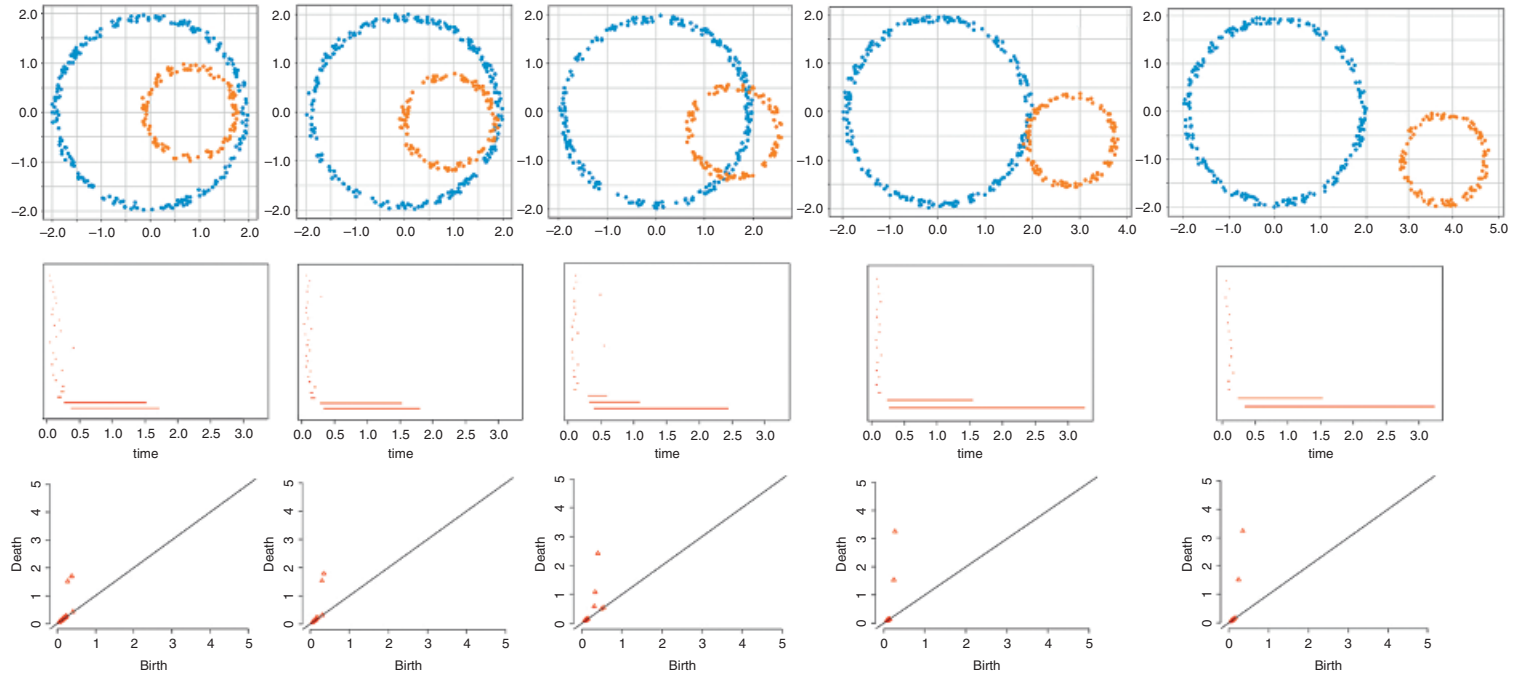 2.0 2.0 2.0 2.0 2.0
1.0 1.0 1.0 1.0 1.0
0.0 0.0 0.0 0.0 0.0
−1.0 −1.0 −1.0 −1.0 −1.0
−2.0 −2.0 −2.0 −2.0 −2.0
−2.0 −1.0 0.0 1.0 2.0 −2.0 −1.0 0.0 1.0 2.0 −2.0 −1.0 0.0 1.0 2.0 −2.0 −1.0 0.0 1.0 2.0 3.0 4.0 −2.0 −1.0 0.0 1.0 2.0 3.0 4.0 5.0
0.0 0.5 1.0 1.5 2.0 2.5 3.0 0.0 0.5 1.0 1.5 2.0 2.5 3.0 0.0 0.5 1.0 1.5 2.0 2.5 3.0 0.0 0.5 1.0 1.5 2.0 2.5 3.0 0.0 0.5 1.0 1.5 2.0 2.5 3.0
time time time time time
5 5 5 5 5
4 4 4 4 4
3 3 3 3 3
2 2 2 2 2
1 1 1 1 1
0 0 0 0 0
Death Death Death Death Death
0 1 2 3 4 5 0 1 2 3 4 5 0 1 2 3 4 5 0 1 2 3 4 5 0 1 2 3 4 5
Birth Birth Birth Birth Birth